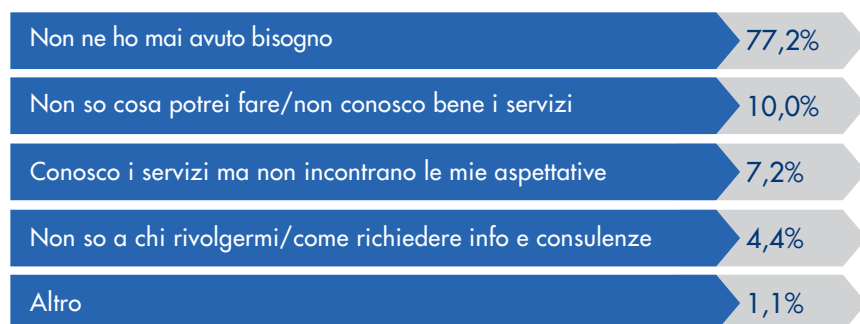 Non ne ho mai avuto bisogno 77,2%
Non so cosa potrei fare/non conosco bene i servizi 10,0%
Conosco i servizi ma non incontrano le mie aspettative 7,2%
Non so a chi rivolgermi/come richiedere info e consulenze 4,4%
Altro 1,1%